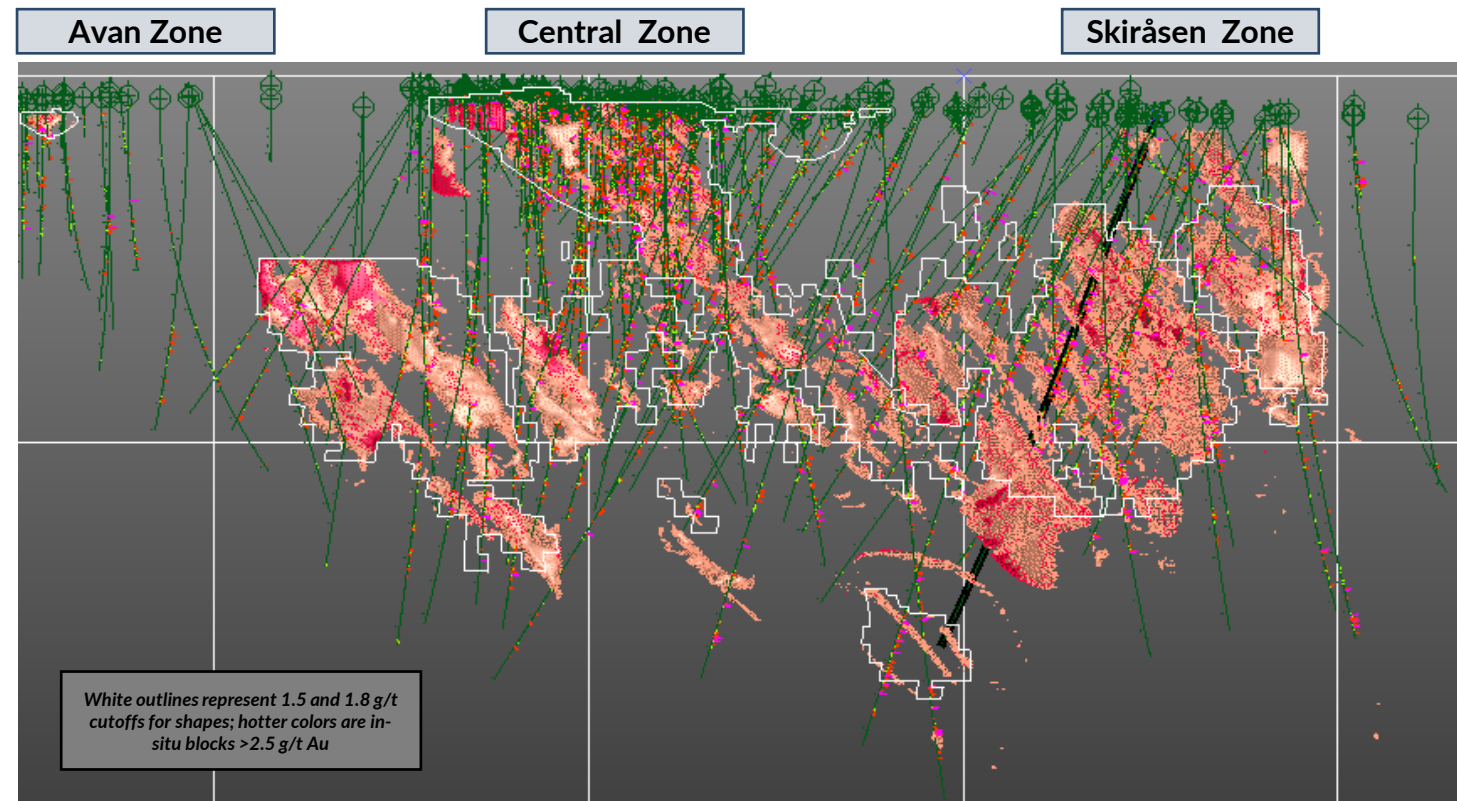 Avan Zone
Central Zone
Skiråsen Zone
White outlines represent 1.5 and 1.8 g/t
cutoffs for shapes; hotter colors are in-
situ blocks >2.5 g/t Au